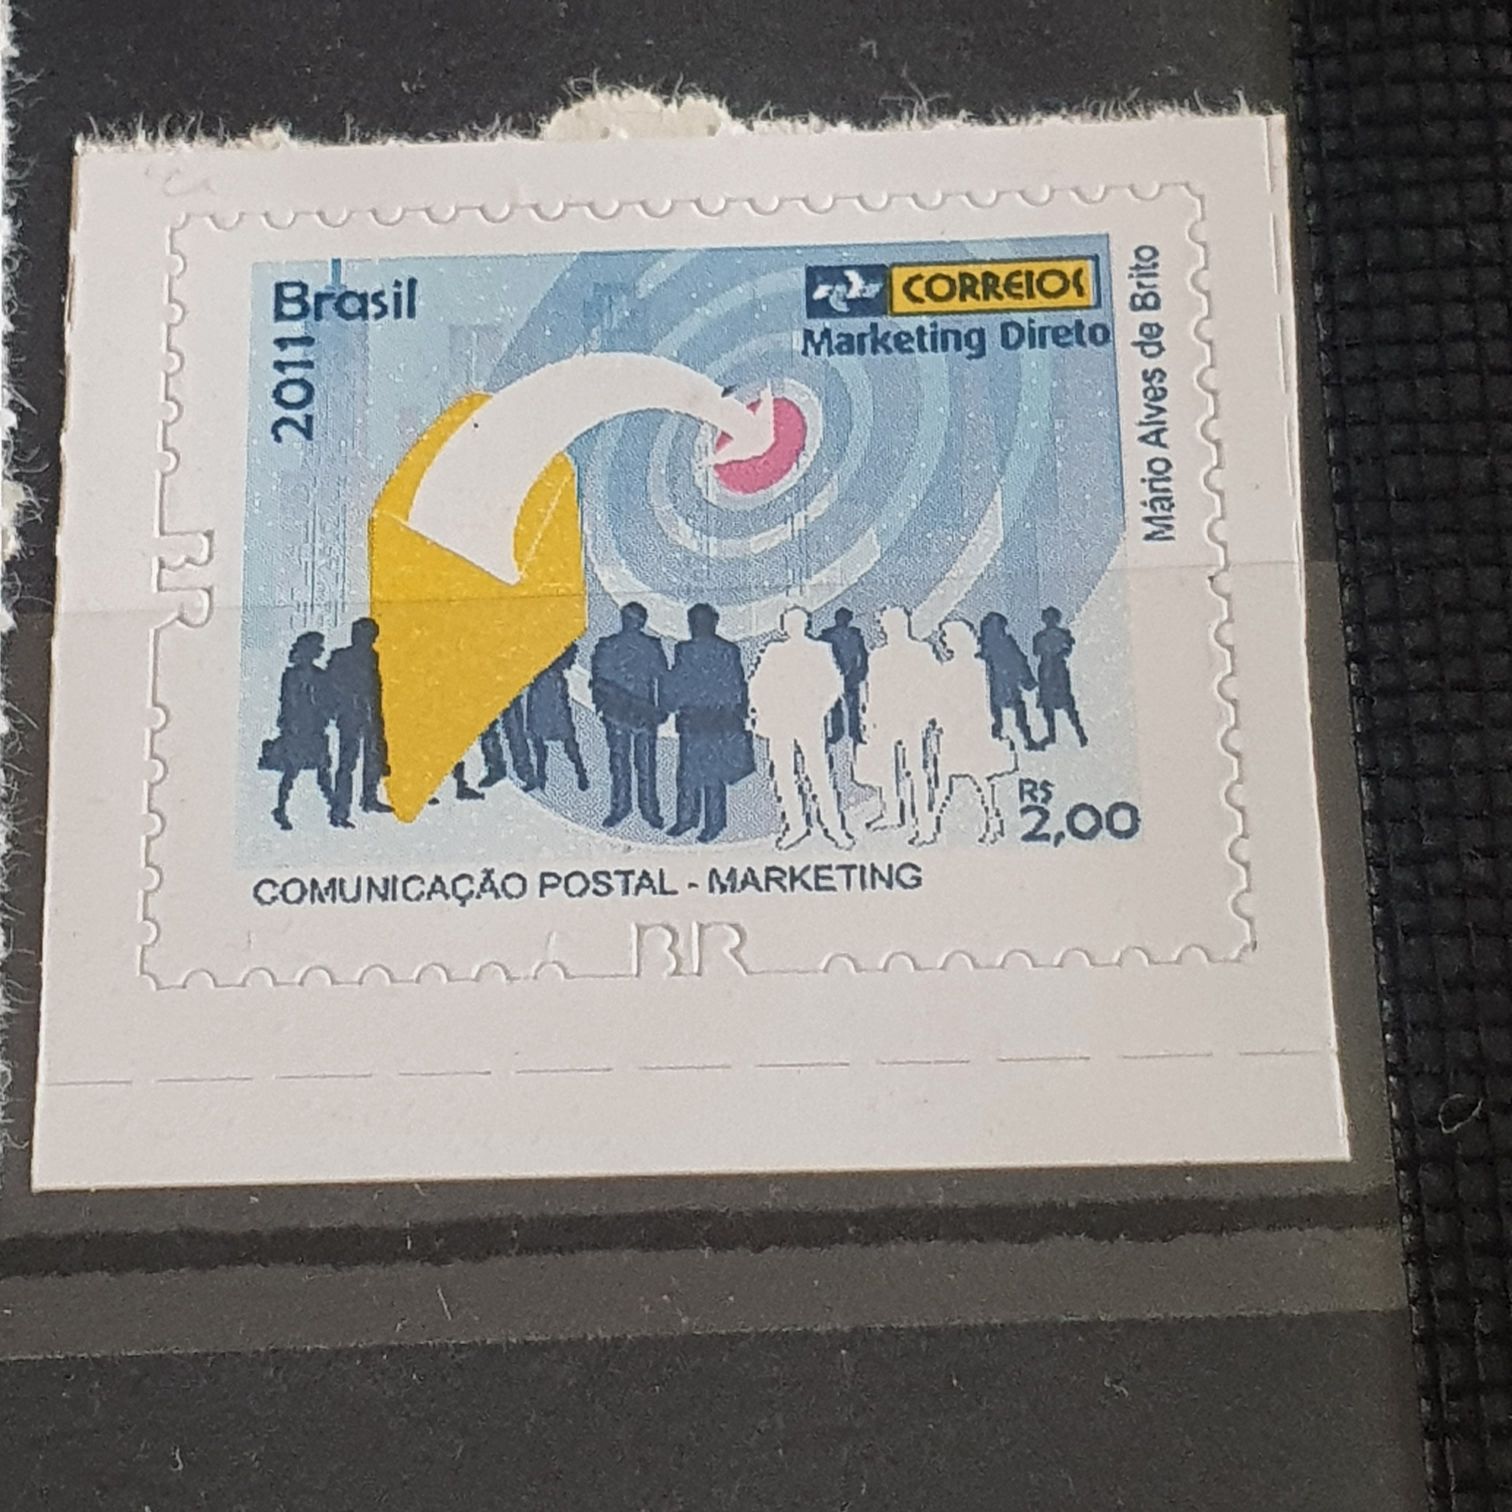 Brasil
2011
CORREIOS
Marketing Direto
Mário Alves de Brito
R$
2,00
COMUNICAÇÃO POSTAL - MARKETING
BR
BR